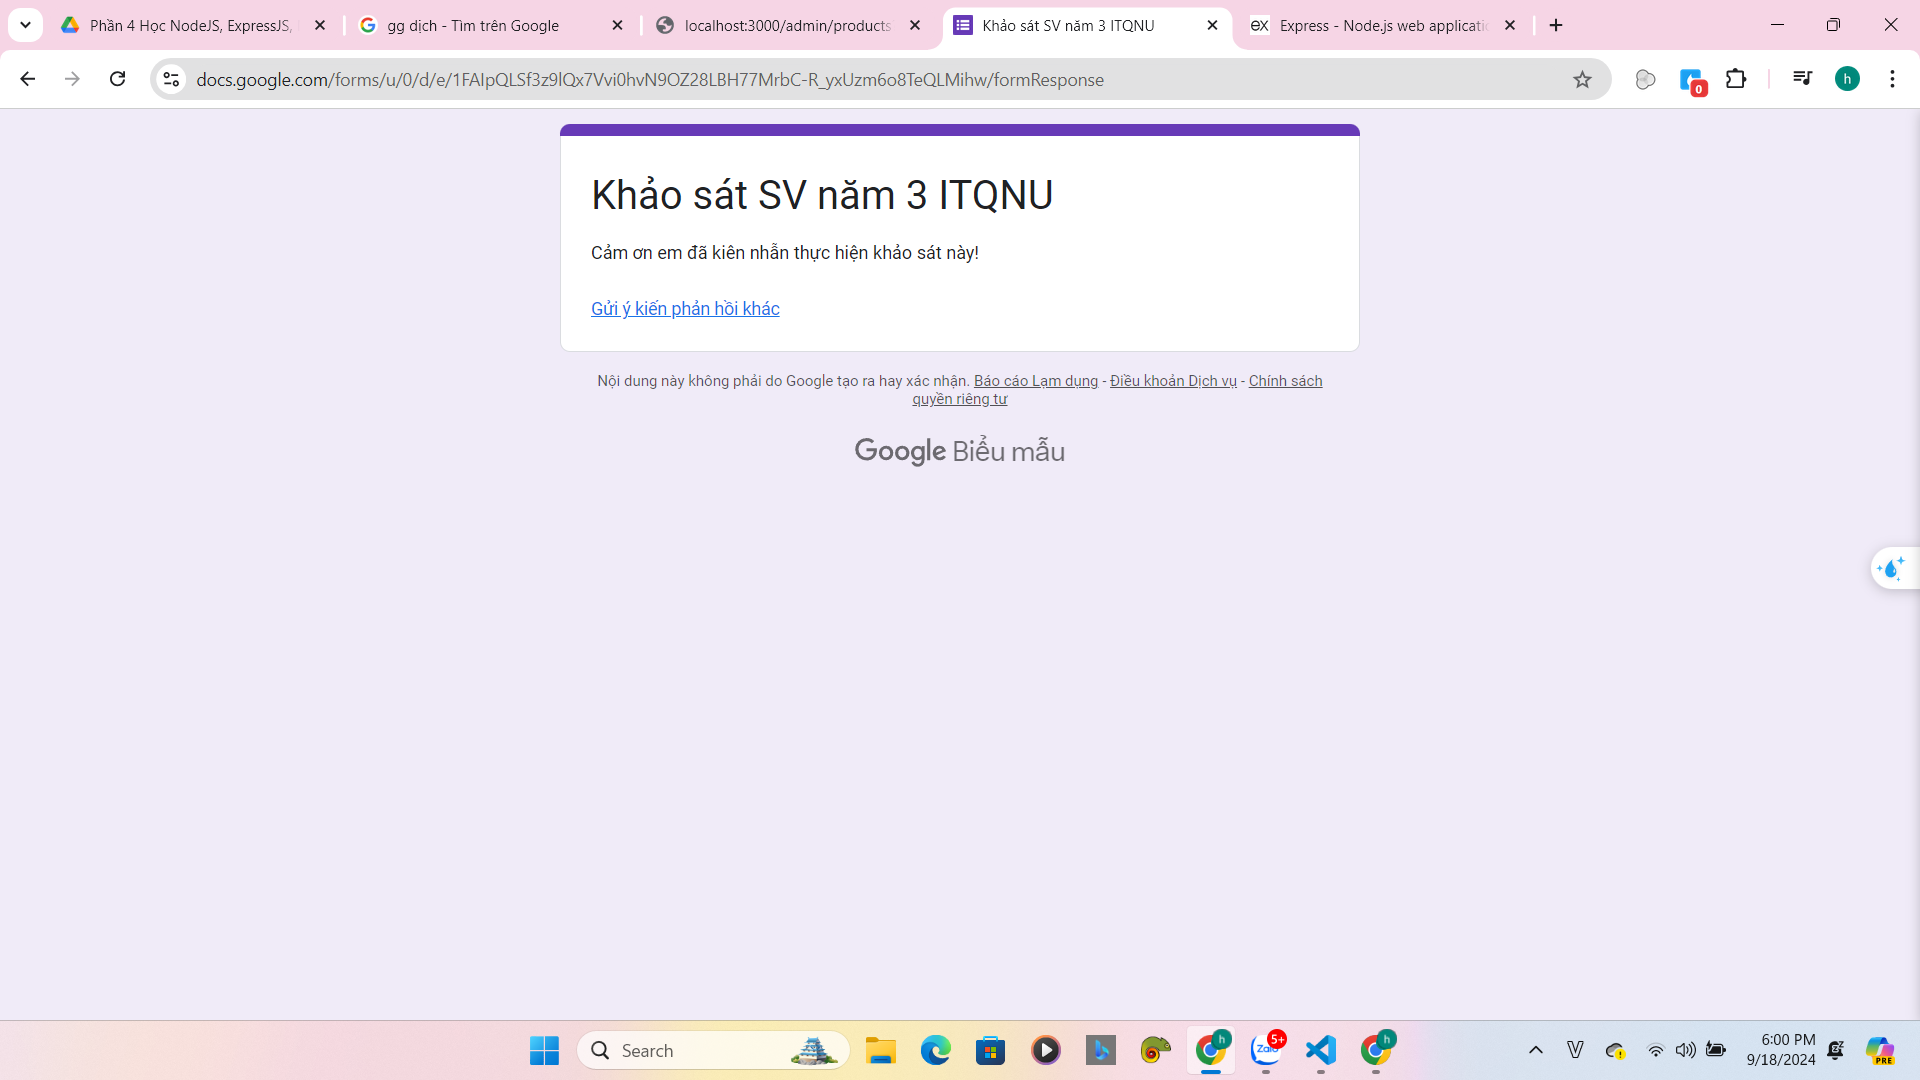 Phần 4 Học NodeJS, ExpressJS,
gg dịch - Tìm trên Google
localhost:3000/admin/products
Khảo sát SV năm 3 ITQNU
Express - Node.js web applicatio
docs.google.com/forms/u/0/d/e/1FAIpQLSf3z9lQx7Vvi0hvN9OZ28LBH77MrbC-R_yxUzm6o8TeQLMihw/formResponse
0
h
Khảo sát SV năm 3 ITQNU
Cảm ơn em đã kiên nhẫn thực hiện khảo sát này!
Gửi ý kiến phản hồi khác
Nội dung này không phải do Google tạo ra hay xác nhận. Báo cáo Lạm dụng - Điều khoản Dịch vụ - Chính sách
quyền riêng tư
Google Biểu mẫu
Search
h
Zalo
5+
h
V
6:00 PM
9/18/2024
PRE